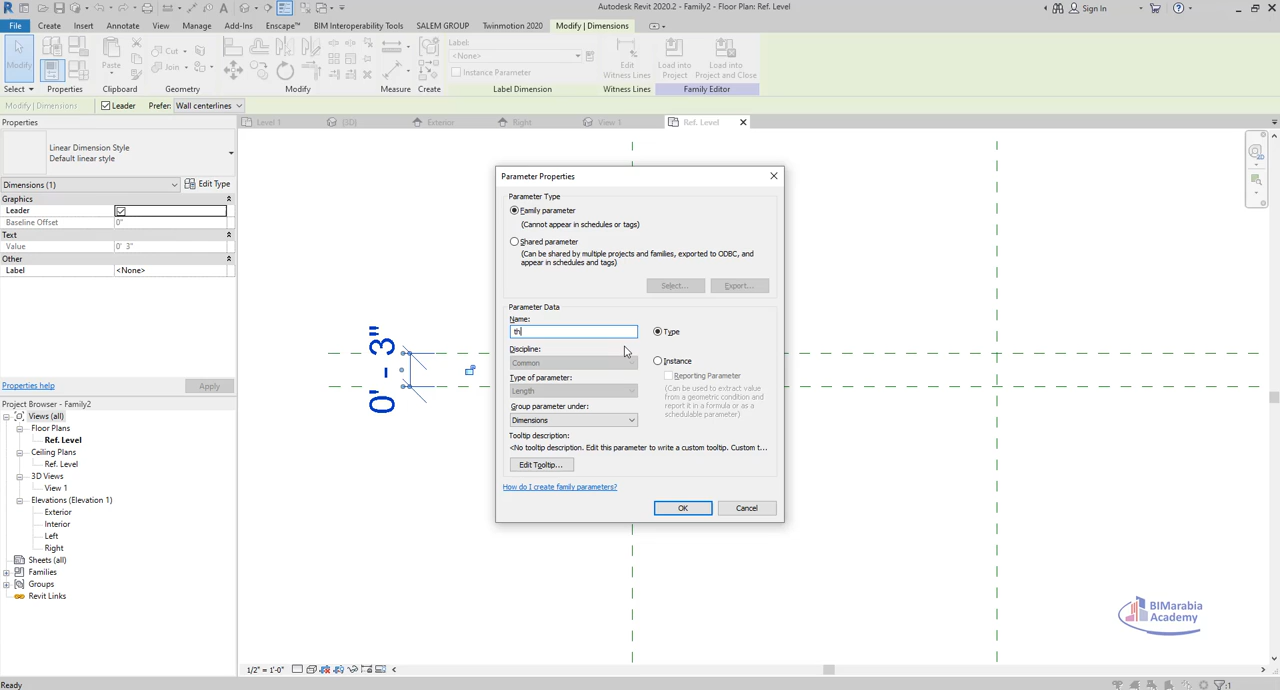 Autodesk Revit 2020.2 - Family2 - Floor Plan: Ref. Level
Sign In
File Create Insert Annotate View Manage Add-Ins Enscape™ BIM Interoperability Tools SALEM GROUP Twinmotion 2020 Modify | Dimensions
Modify
Paste
Cut
Join
Label:
<None>
Instance Parameter
Edit
Witness Lines
Load into
Project
Load into
Project and Close
Select Properties Clipboard Geometry Modify Measure Create Label Dimension Witness Lines Family Editor
Modify | Dimensions Leader Prefer: Wall centerlines
Properties
Level 1 {3D} Exterior Right View 1 Ref. Level
Linear Dimension Style
Default linear style
Dimensions (1) Edit Type
Graphics
Leader
Baseline Offset 0"
Text
Value 0' 3"
Other
Label <None>
Properties help Apply
Project Browser - Family2
Views (all)
Floor Plans
Ref. Level
Ceiling Plans
Ref. Level
3D Views
View 1
Elevations (Elevation 1)
Exterior
Interior
Left
Right
Sheets (all)
Families
Groups
Revit Links
0' - 3"
Parameter Properties
Parameter Type
Family parameter
(Cannot appear in schedules or tags)
Shared parameter
(Can be shared by multiple projects and families, exported to ODBC, and
appear in schedules and tags)
Select... Export...
Parameter Data
Name:
th
Type
Discipline:
Common
Instance
Reporting Parameter
(Can be used to extract value
from a geometric condition and
report it in a formula or as a
schedulable parameter)
Type of parameter:
Length
Group parameter under:
Dimensions
Tooltip description:
<No tooltip description. Edit this parameter to write a custom tooltip. Custom t...
Edit Tooltip...
How do I create family parameters?
OK Cancel
BIMarabia
Academy
1/2" = 1'-0"
Ready
:1